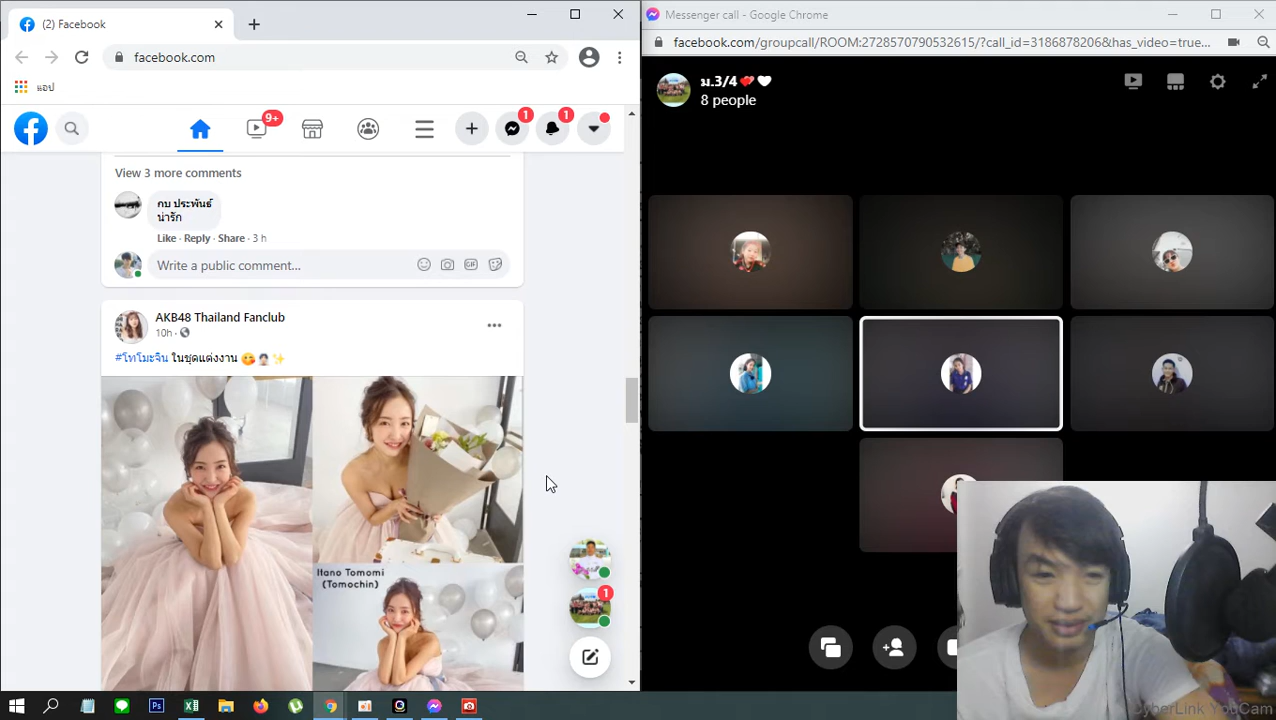 (2) Facebook
facebook.com
แอป
9+
1
1
View 3 more comments
กบ ประพันธ์
น่ารัก
Like · Reply · Share · 3 h
Write a public comment...
AKB48 Thailand Fanclub
10h ·
#โทโมะจิน ในชุดแต่งงาน 😋👰🏻✨
Itano Tomomi
(Tomochin)
1
Messenger call - Google Chrome
facebook.com/groupcall/ROOM:2728570790532615/?call_id=3186878206&has_video=true...
ม.3/4 💘🤍
8 people
CyberLink YouCam